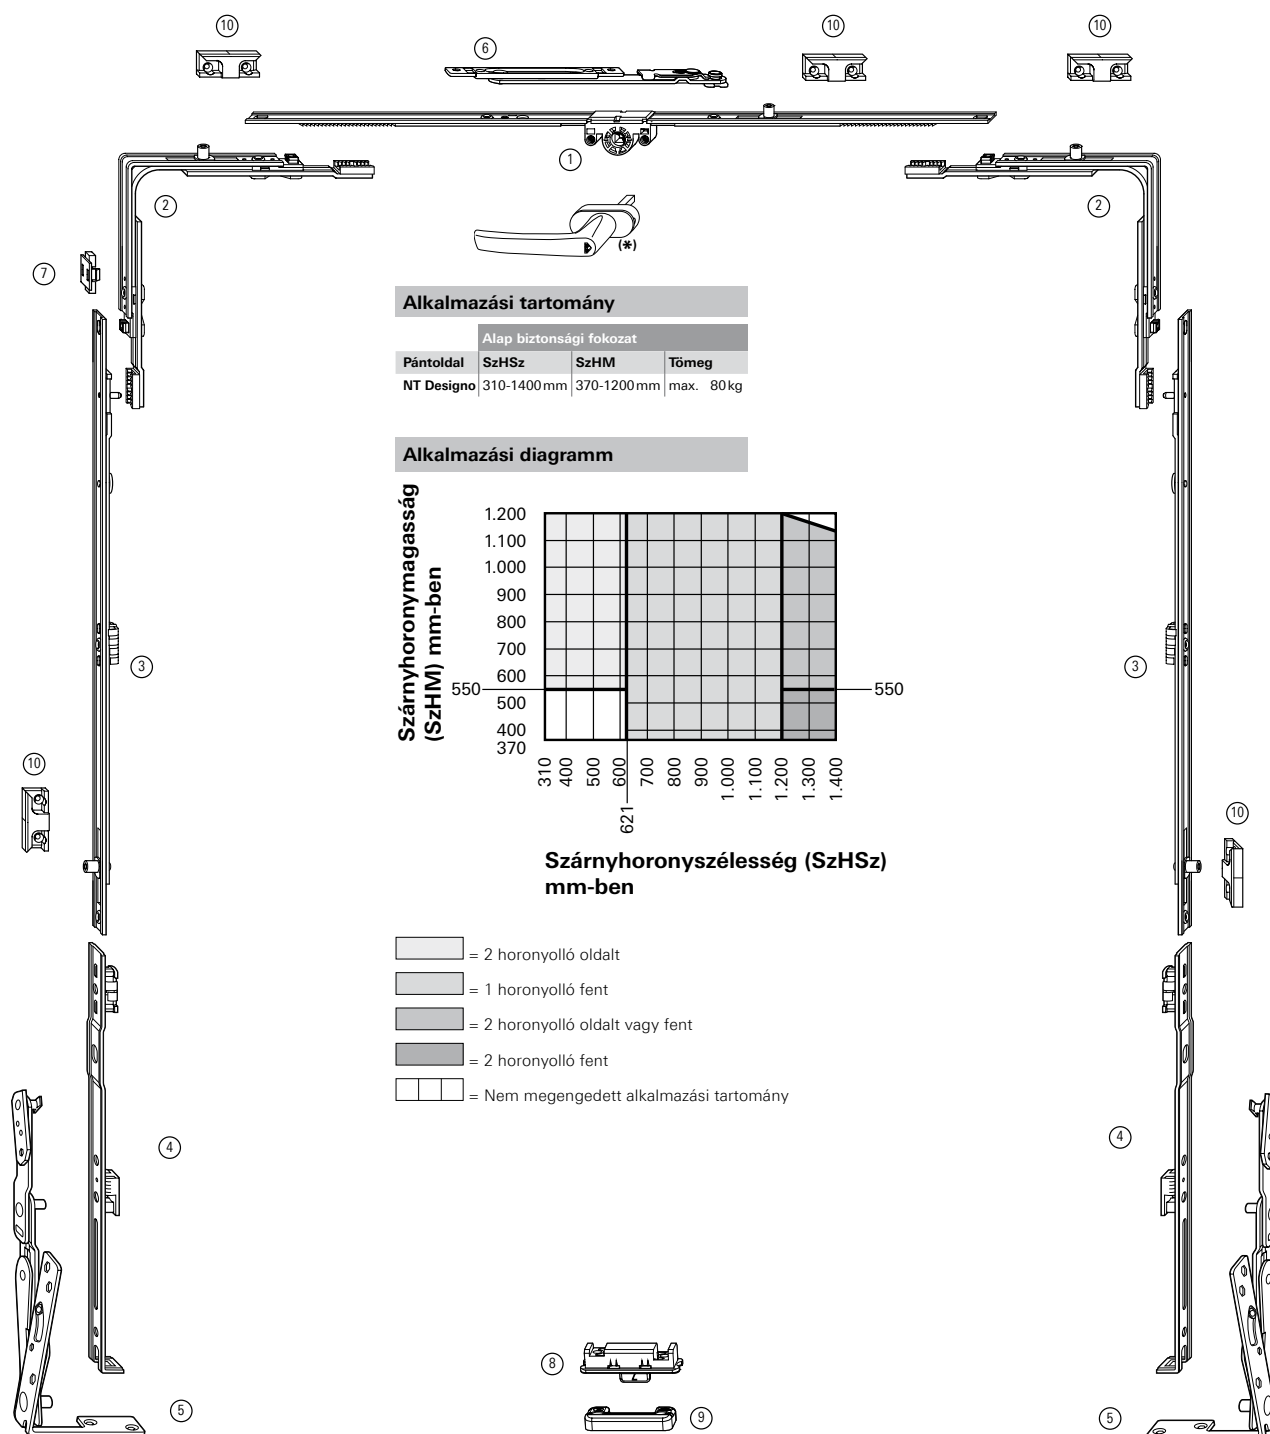 10
10
10
6
1
2
2
(*)
7
Alkalmazási tartomány
Alap biztonsági fokozat
Pántoldal SzHSz SzHM Tömeg
NT Designo 310-1400 mm 370-1200 mm max. 80 kg
Alkalmazási diagramm
Szárnyhoronymagasság
(SzHM) mm-ben
1.200
1.100
1.000
900
800
700
600
550
550
500
400
370
310 400 500 600 700 800 900 1.000 1.100 1.200 1.300 1.400
621
Szárnyhoronyszélesség (SzHSz)
mm-ben
3
3
10
10
= 2 horonyolló oldalt
= 1 horonyolló fent
= 2 horonyolló oldalt vagy fent
= 2 horonyolló fent
= Nem megengedett alkalmazási tartomány
4
4
8
5
9
5